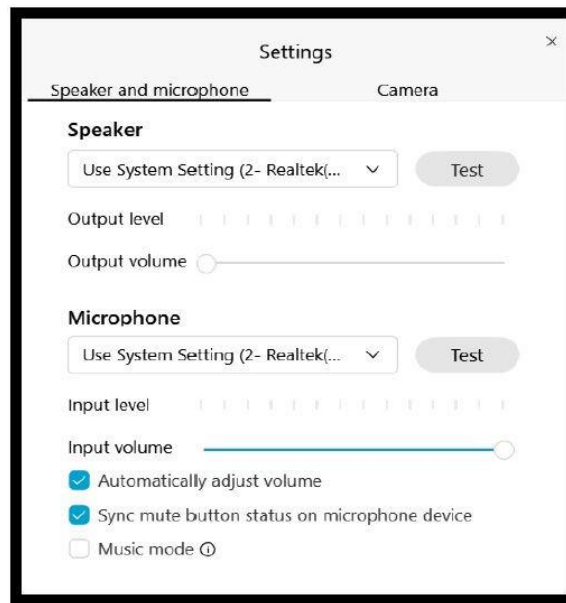 Settings
Speaker and microphone
Camera
Speaker
Use System Setting (2- Realtek(...
Test
Output level
Output volume
Microphone
Use System Setting (2- Realtek(...
Test
Input level
Input volume
Automatically adjust volume
Sync mute button status on microphone device
Music mode